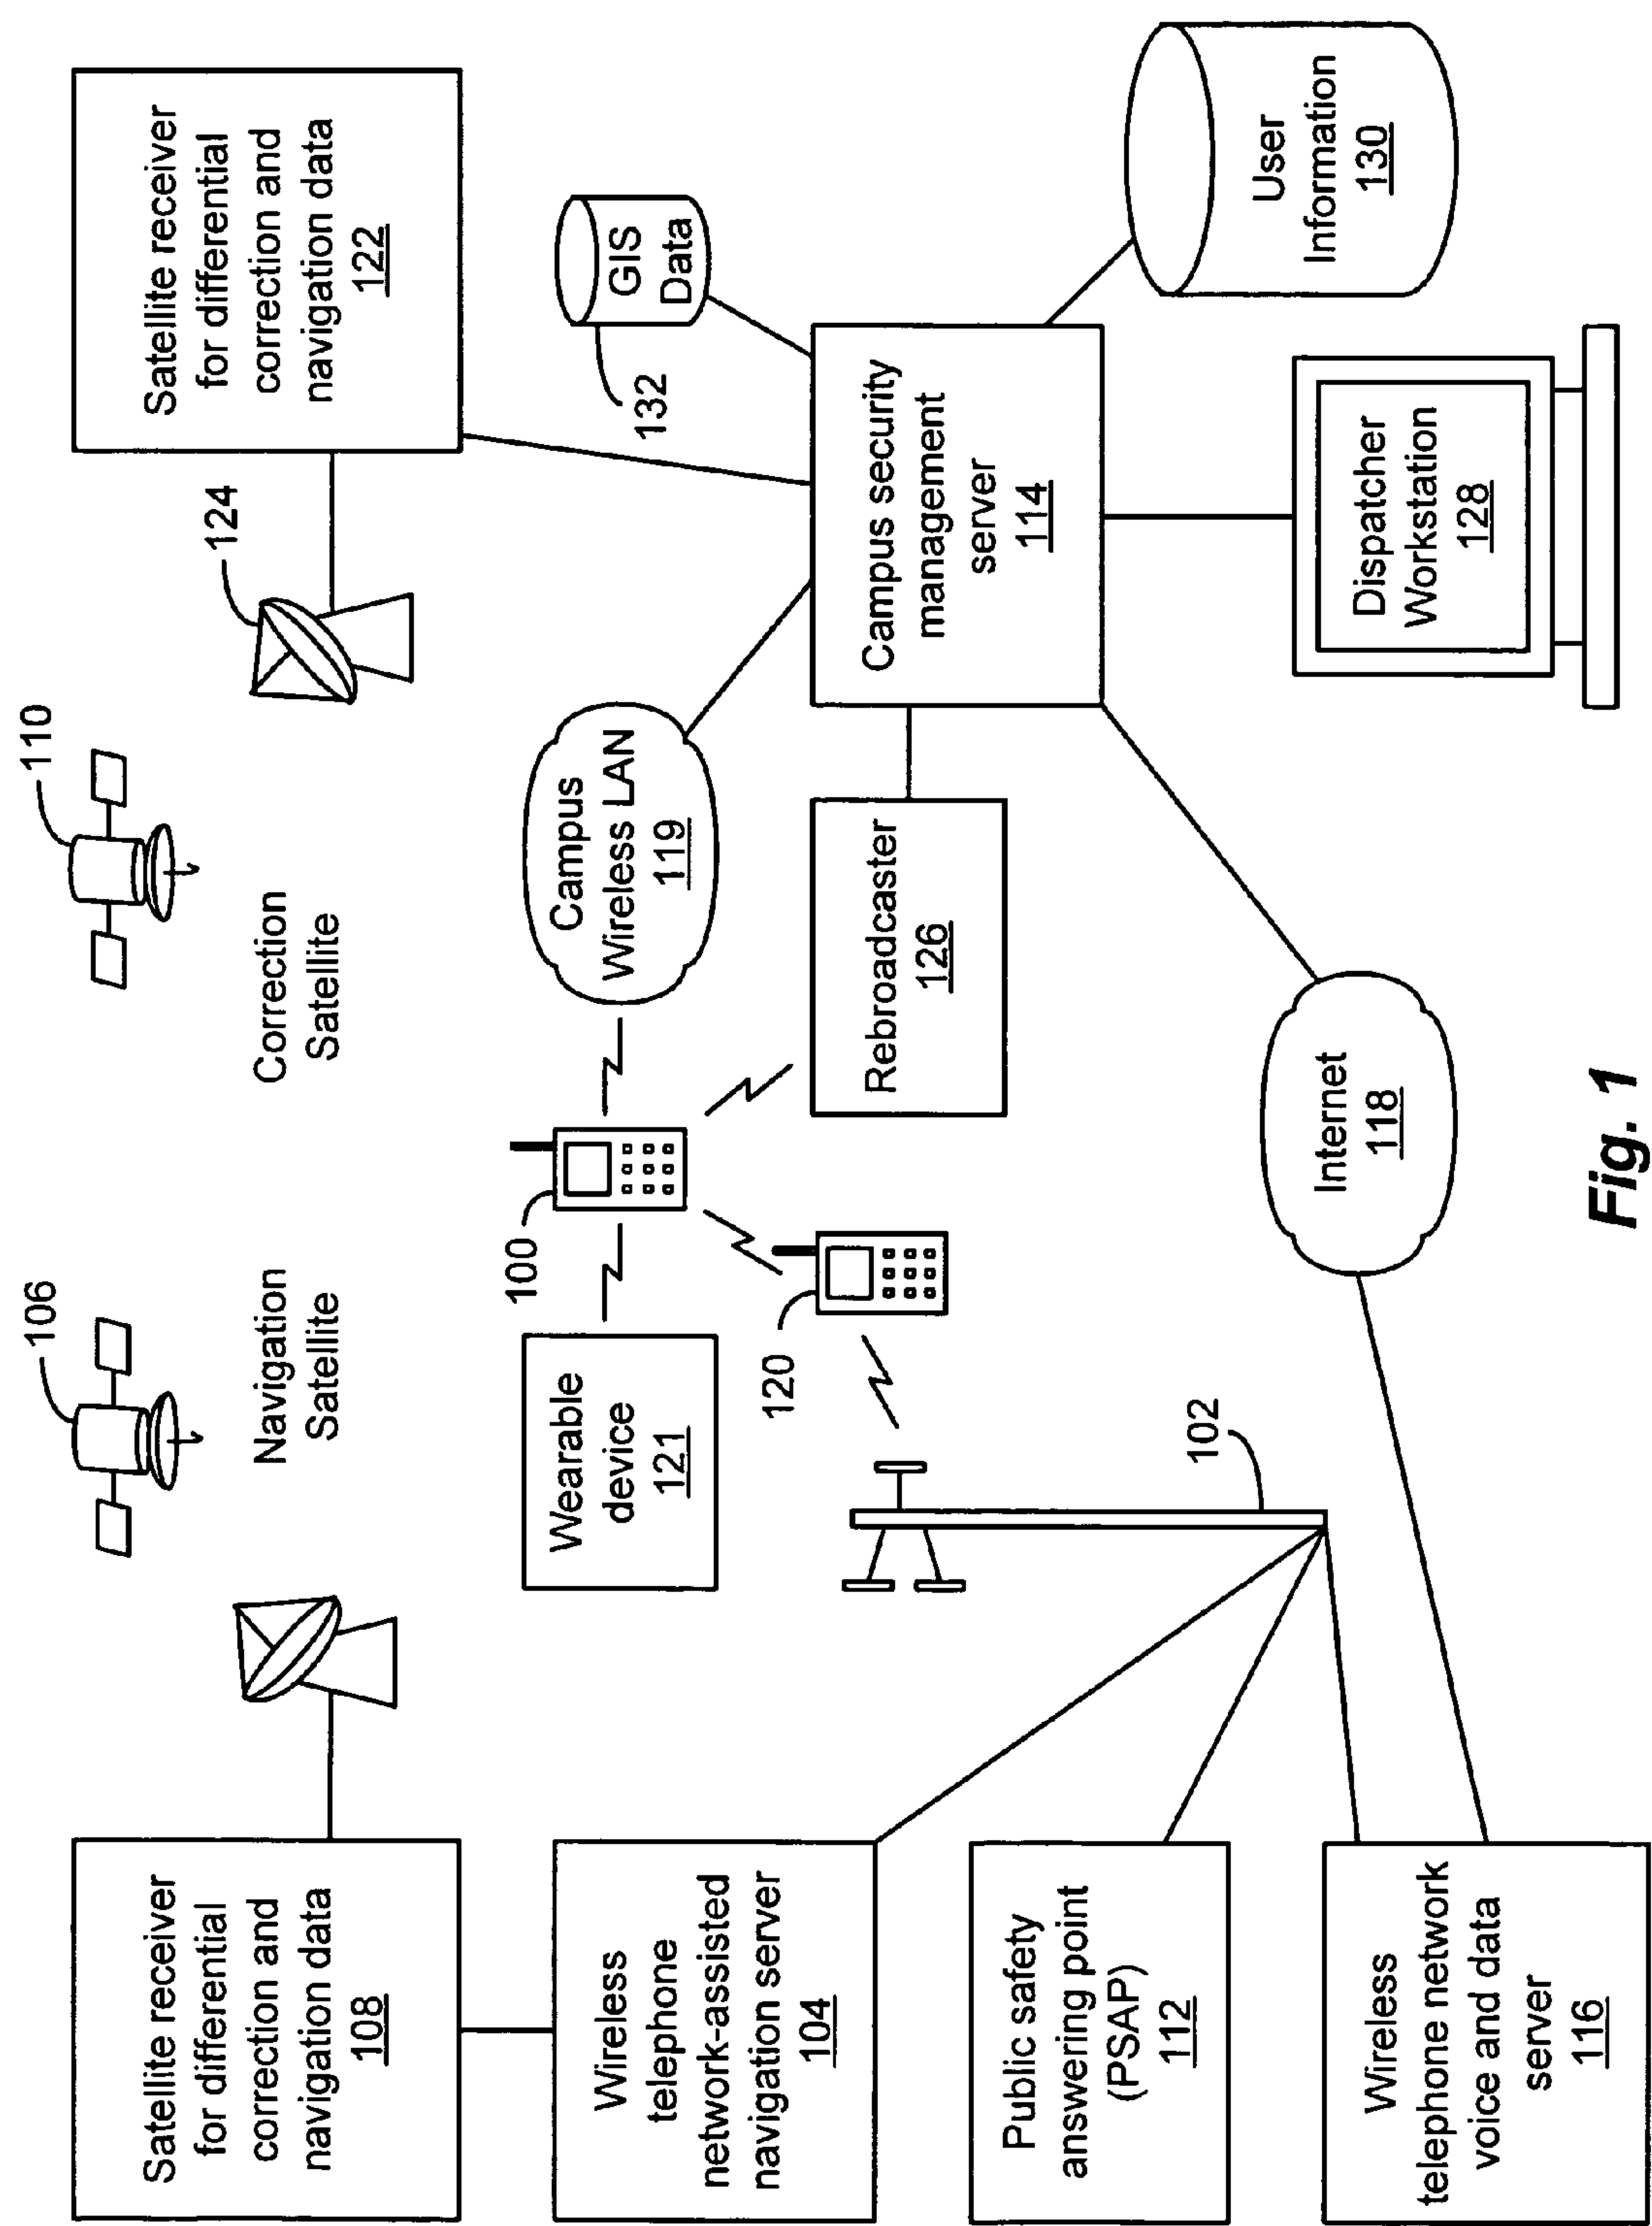 106
110
Navigation
Satellite
Correction
Satellite
124
Satellite receiver
for differential
correction and
navigation data
108
Satellite receiver
for differential
correction and
navigation data
122
Wireless
telephone
network-assisted
navigation server
104
Wearable
device
121
100
Campus
Wireless LAN
119
132
GIS
Data
120
Rebroadcaster
126
Campus security
management
server
114
Public safety
answering point
(PSAP)
112
102
User
Information
130
Wireless
telephone network
voice and data
server
116
Internet
118
Dispatcher
Workstation
128
Fig. 1